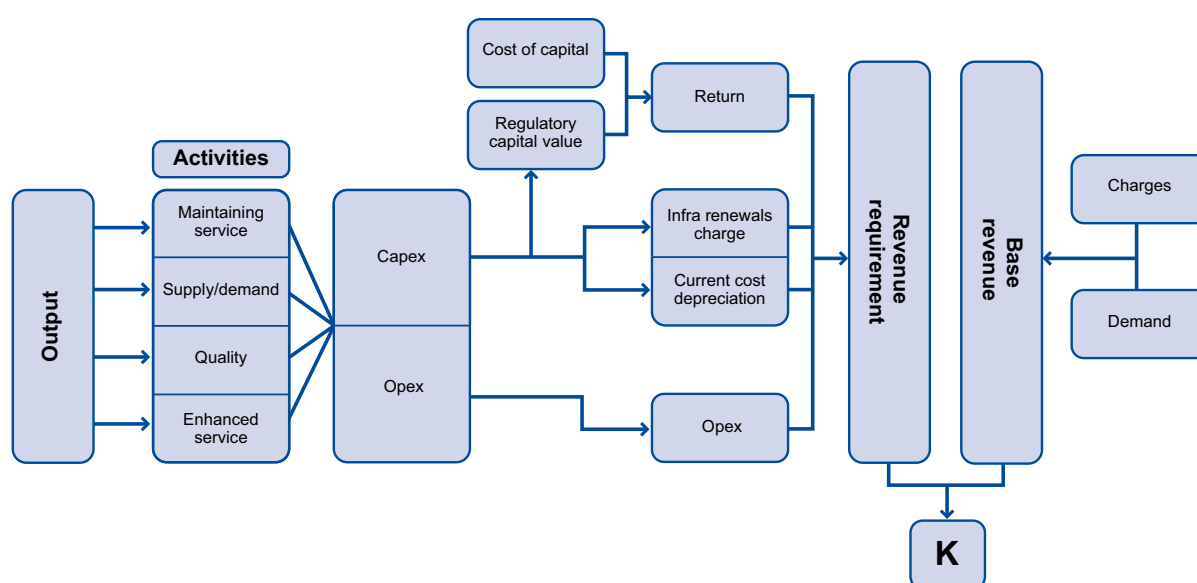 Output
Activities
Maintaining
service
Supply/demand
Quality
Enhanced
service
Capex
Opex
Cost of capital
Regulatory
capital value
Return
Infra renewals
charge
Current cost
depreciation
Opex
Revenue
requirement
Base
revenue
Charges
Demand
K